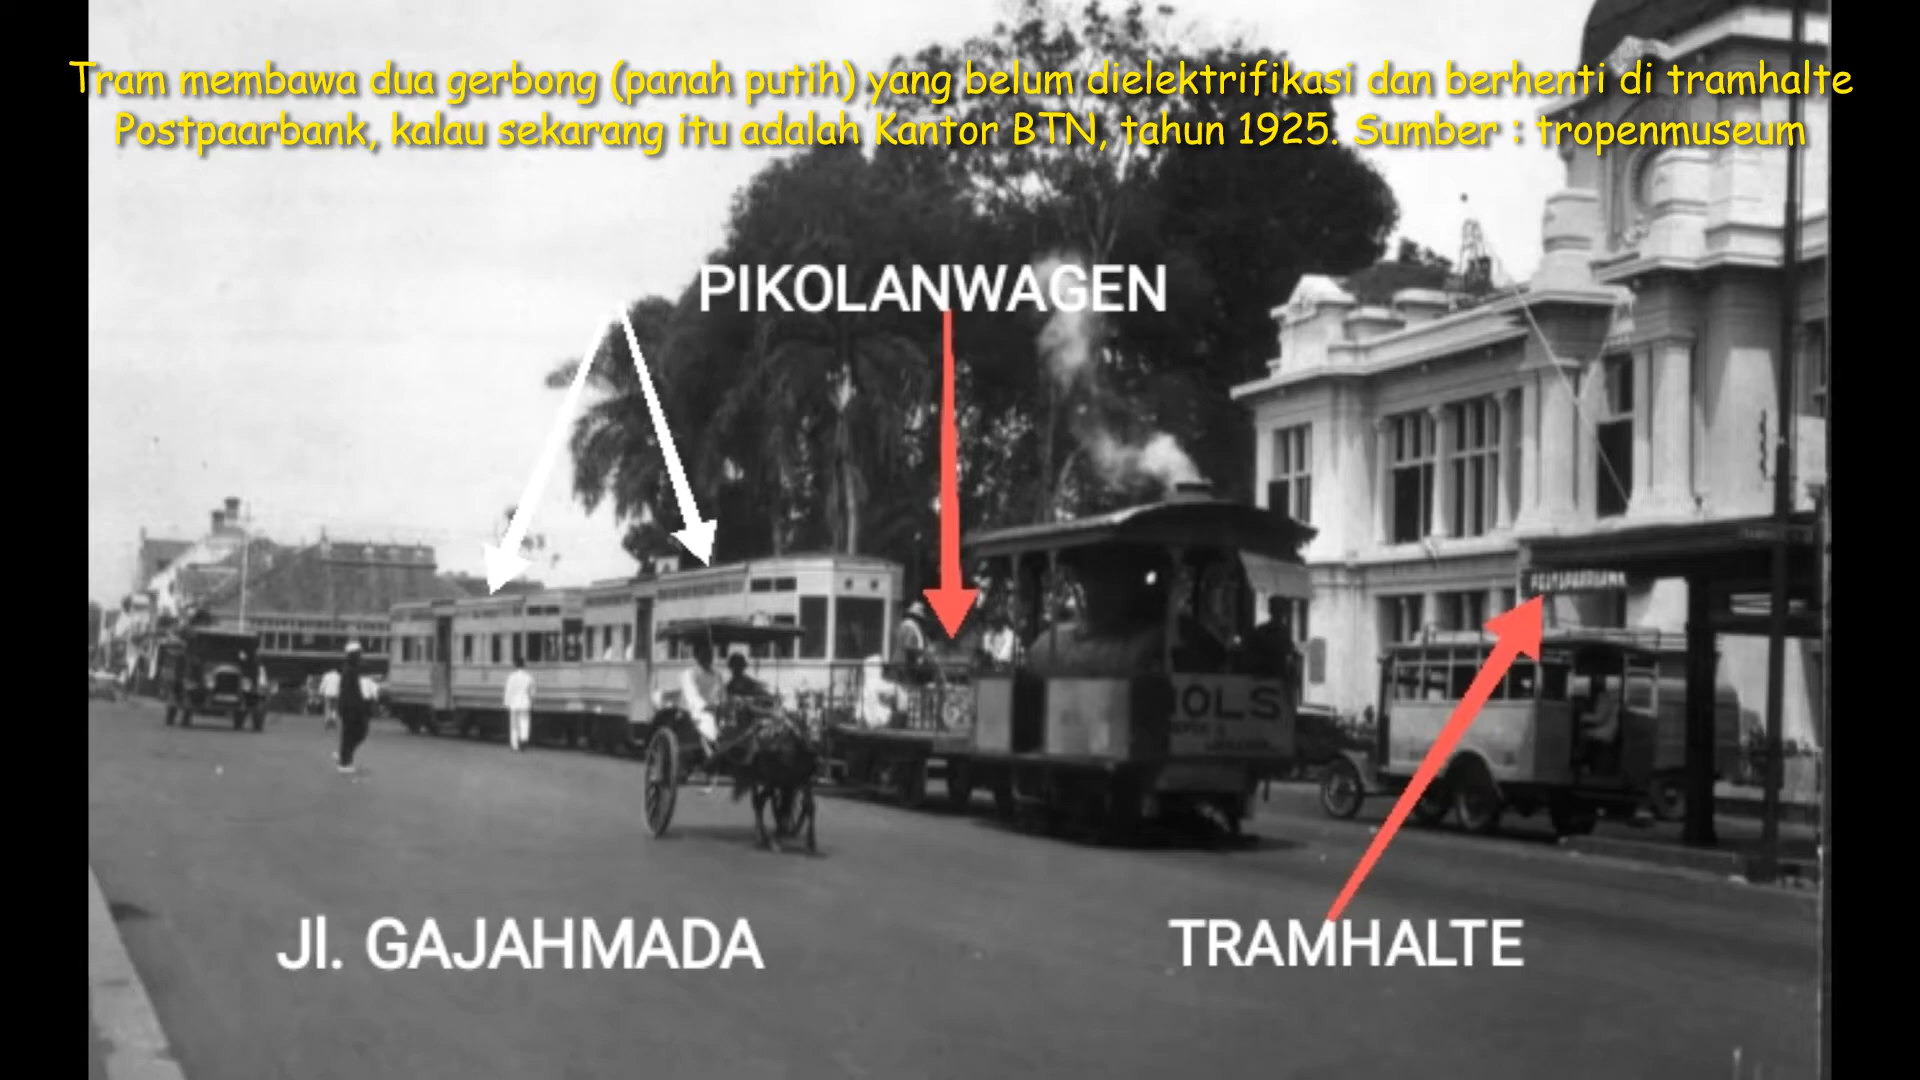 Tram membawa dua gerbong (panah putih) yang belum dielektrifikasi dan berhenti di tramhalte
Postpaarbank, kalau sekarang itu adalah Kantor BTN, tahun 1925. Sumber : tropenmuseum
PIKOLANWAGEN
OLS
Jl. GAJAHMADA
TRAMHALTE